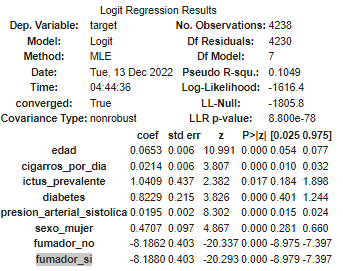 Logit Regression Results
Dep. Variable: target No. Observations: 4238
Model: Logit Df Residuals: 4230
Method: MLE Df Model: 7
Date: Tue, 13 Dec 2022 Pseudo R-squ.: 0.1049
Time: 04:44:36 Log-Likelihood: -1616.4
converged: True LL-Null: -1805.8
Covariance Type: nonrobust LLR p-value: 8.800e-78
coef std err z P>|z| [0.025 0.975]
edad 0.0653 0.006 10.991 0.000 0.054 0.077
cigarros_por_dia 0.0214 0.006 3.807 0.000 0.010 0.032
ictus_prevalente 1.0409 0.437 2.382 0.017 0.184 1.898
diabetes 0.8229 0.215 3.826 0.000 0.401 1.244
presion_arterial_sistolica 0.0195 0.002 8.302 0.000 0.015 0.024
sexo_mujer 0.4707 0.097 4.867 0.000 0.281 0.660
fumador_no -8.1862 0.403 -20.337 0.000 -8.975 -7.397
fumador_si -8.1880 0.403 -20.293 0.000 -8.979 -7.397